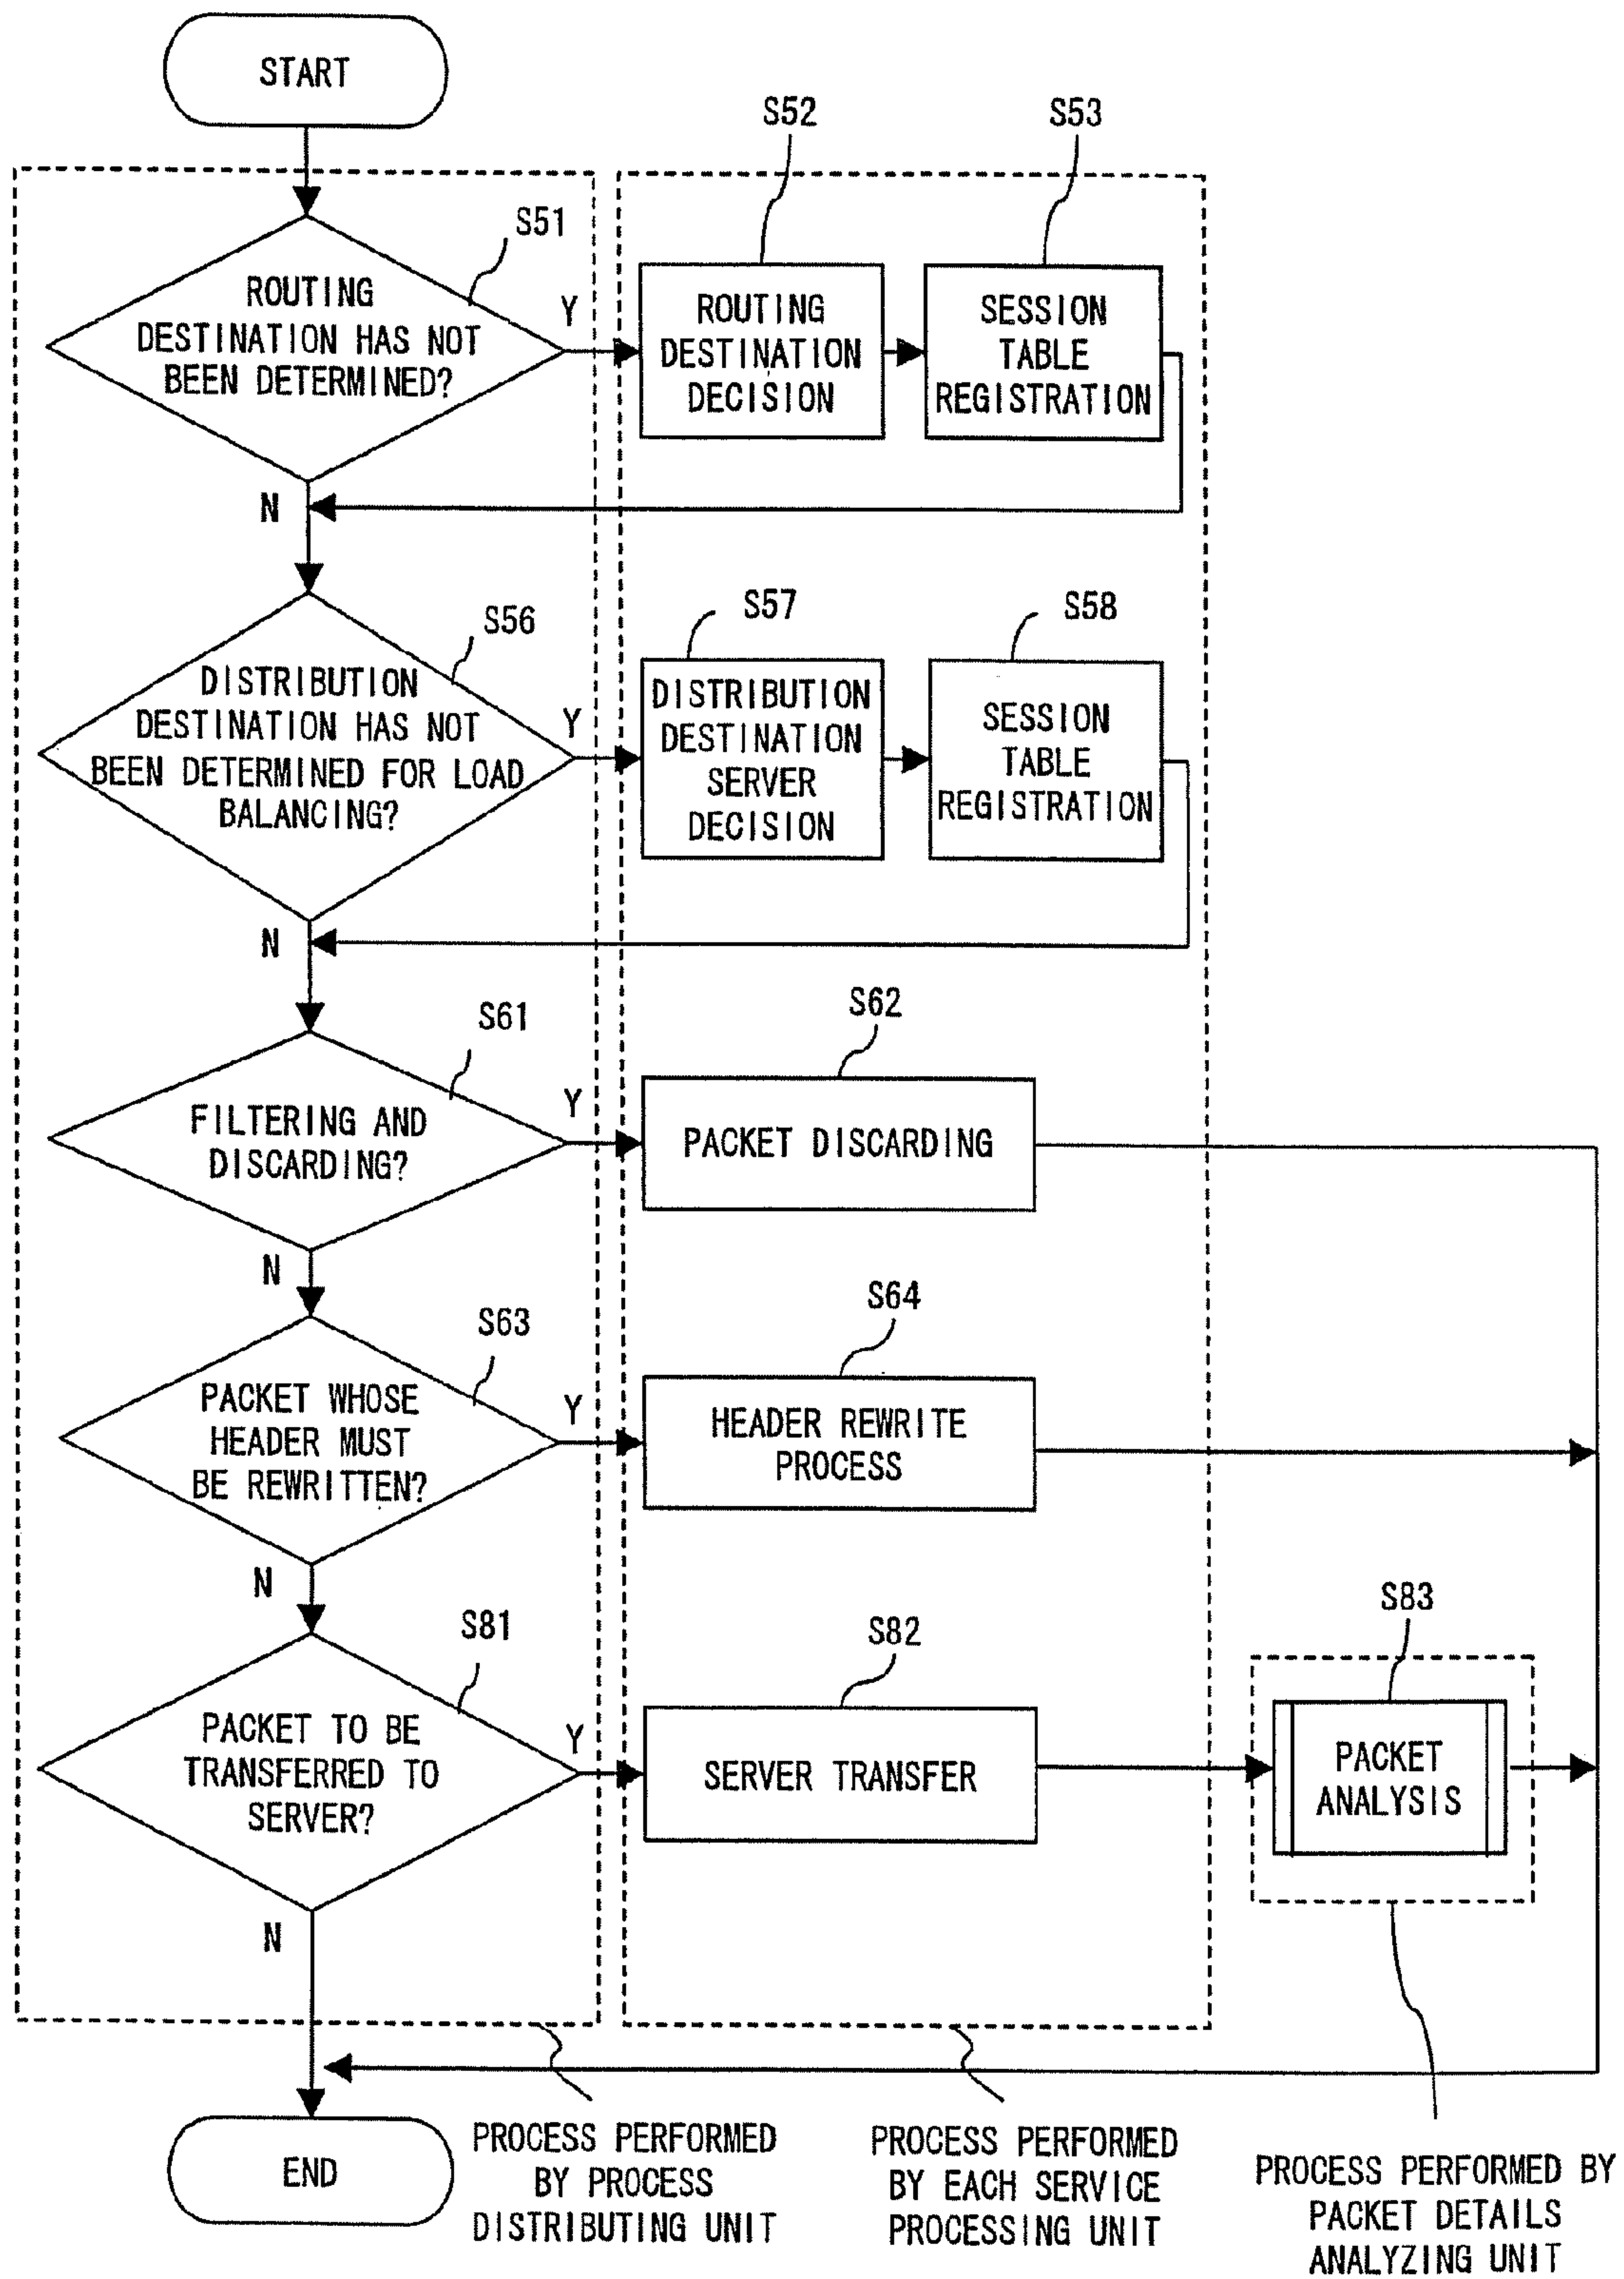 START
S52
S53
S51
ROUTING
DESTINATION HAS NOT
BEEN DETERMINED?
Y
ROUTING
DESTINATION
DECISION
SESSION
TABLE
REGISTRATION
N
S56
S57
S58
DISTRIBUTION
DESTINATION HAS NOT
BEEN DETERMINED FOR LOAD
BALANCING?
Y
DISTRIBUTION
DESTINATION
SERVER
DECISION
SESSION
TABLE
REGISTRATION
N
S61
S62
FILTERING AND
DISCARDING?
Y
PACKET DISCARDING
N
S63
S64
PACKET WHOSE
HEADER MUST
BE REWRITTEN?
Y
HEADER REWRITE
PROCESS
N
S81
S82
S83
PACKET TO BE
TRANSFERRED TO
SERVER?
Y
SERVER TRANSFER
PACKET
ANALYSIS
N
END
PROCESS PERFORMED
BY PROCESS
DISTRIBUTING UNIT
PROCESS PERFORMED
BY EACH SERVICE
PROCESSING UNIT
PROCESS PERFORMED BY
PACKET DETAILS
ANALYZING UNIT